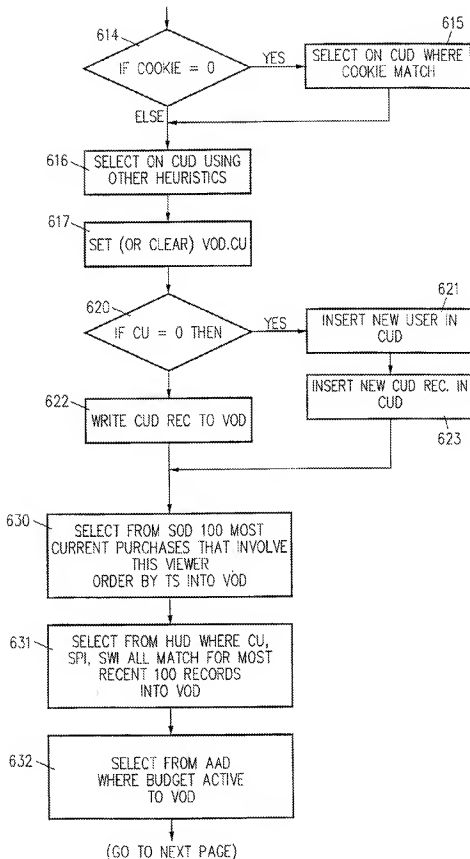 614
615
IF COOKIE = 0
YES
SELECT ON CUD WHERE
COOKIE MATCH
ELSE
616
SELECT ON CUD USING
OTHER HEURISTICS
617
SET (OR CLEAR) VOD.CU
620
621
IF CU = 0 THEN
YES
INSERT NEW USER IN
CUD
622
WRITE CUD REC TO VOD
INSERT NEW CUD REC. IN
CUD
623
630
SELECT FROM SOD 100 MOST
CURRENT PURCHASES THAT INVOLVE
THIS VIEWER
ORDER BY TS INTO VOD
631
SELECT FROM HUD WHERE CU,
SPI, SWI ALL MATCH FOR MOST
RECENT 100 RECORDS
INTO VOD
632
SELECT FROM AAD
WHERE BUDGET ACTIVE
TO VOD
(GO TO NEXT PAGE)